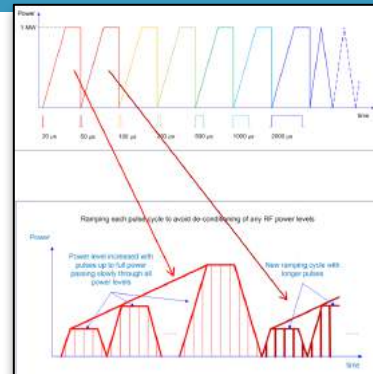 Power
1 MW
time
20 µs
50 µs
100 µs
200 µs
500 µs
1000 µs
2000 µs
Ramping each pulse cycle to avoid de-conditioning of any RF power levels
Power
Power level increased with
pulses up to full power
passing slowly through all
power levels
New ramping cycle with
longer pulses
time